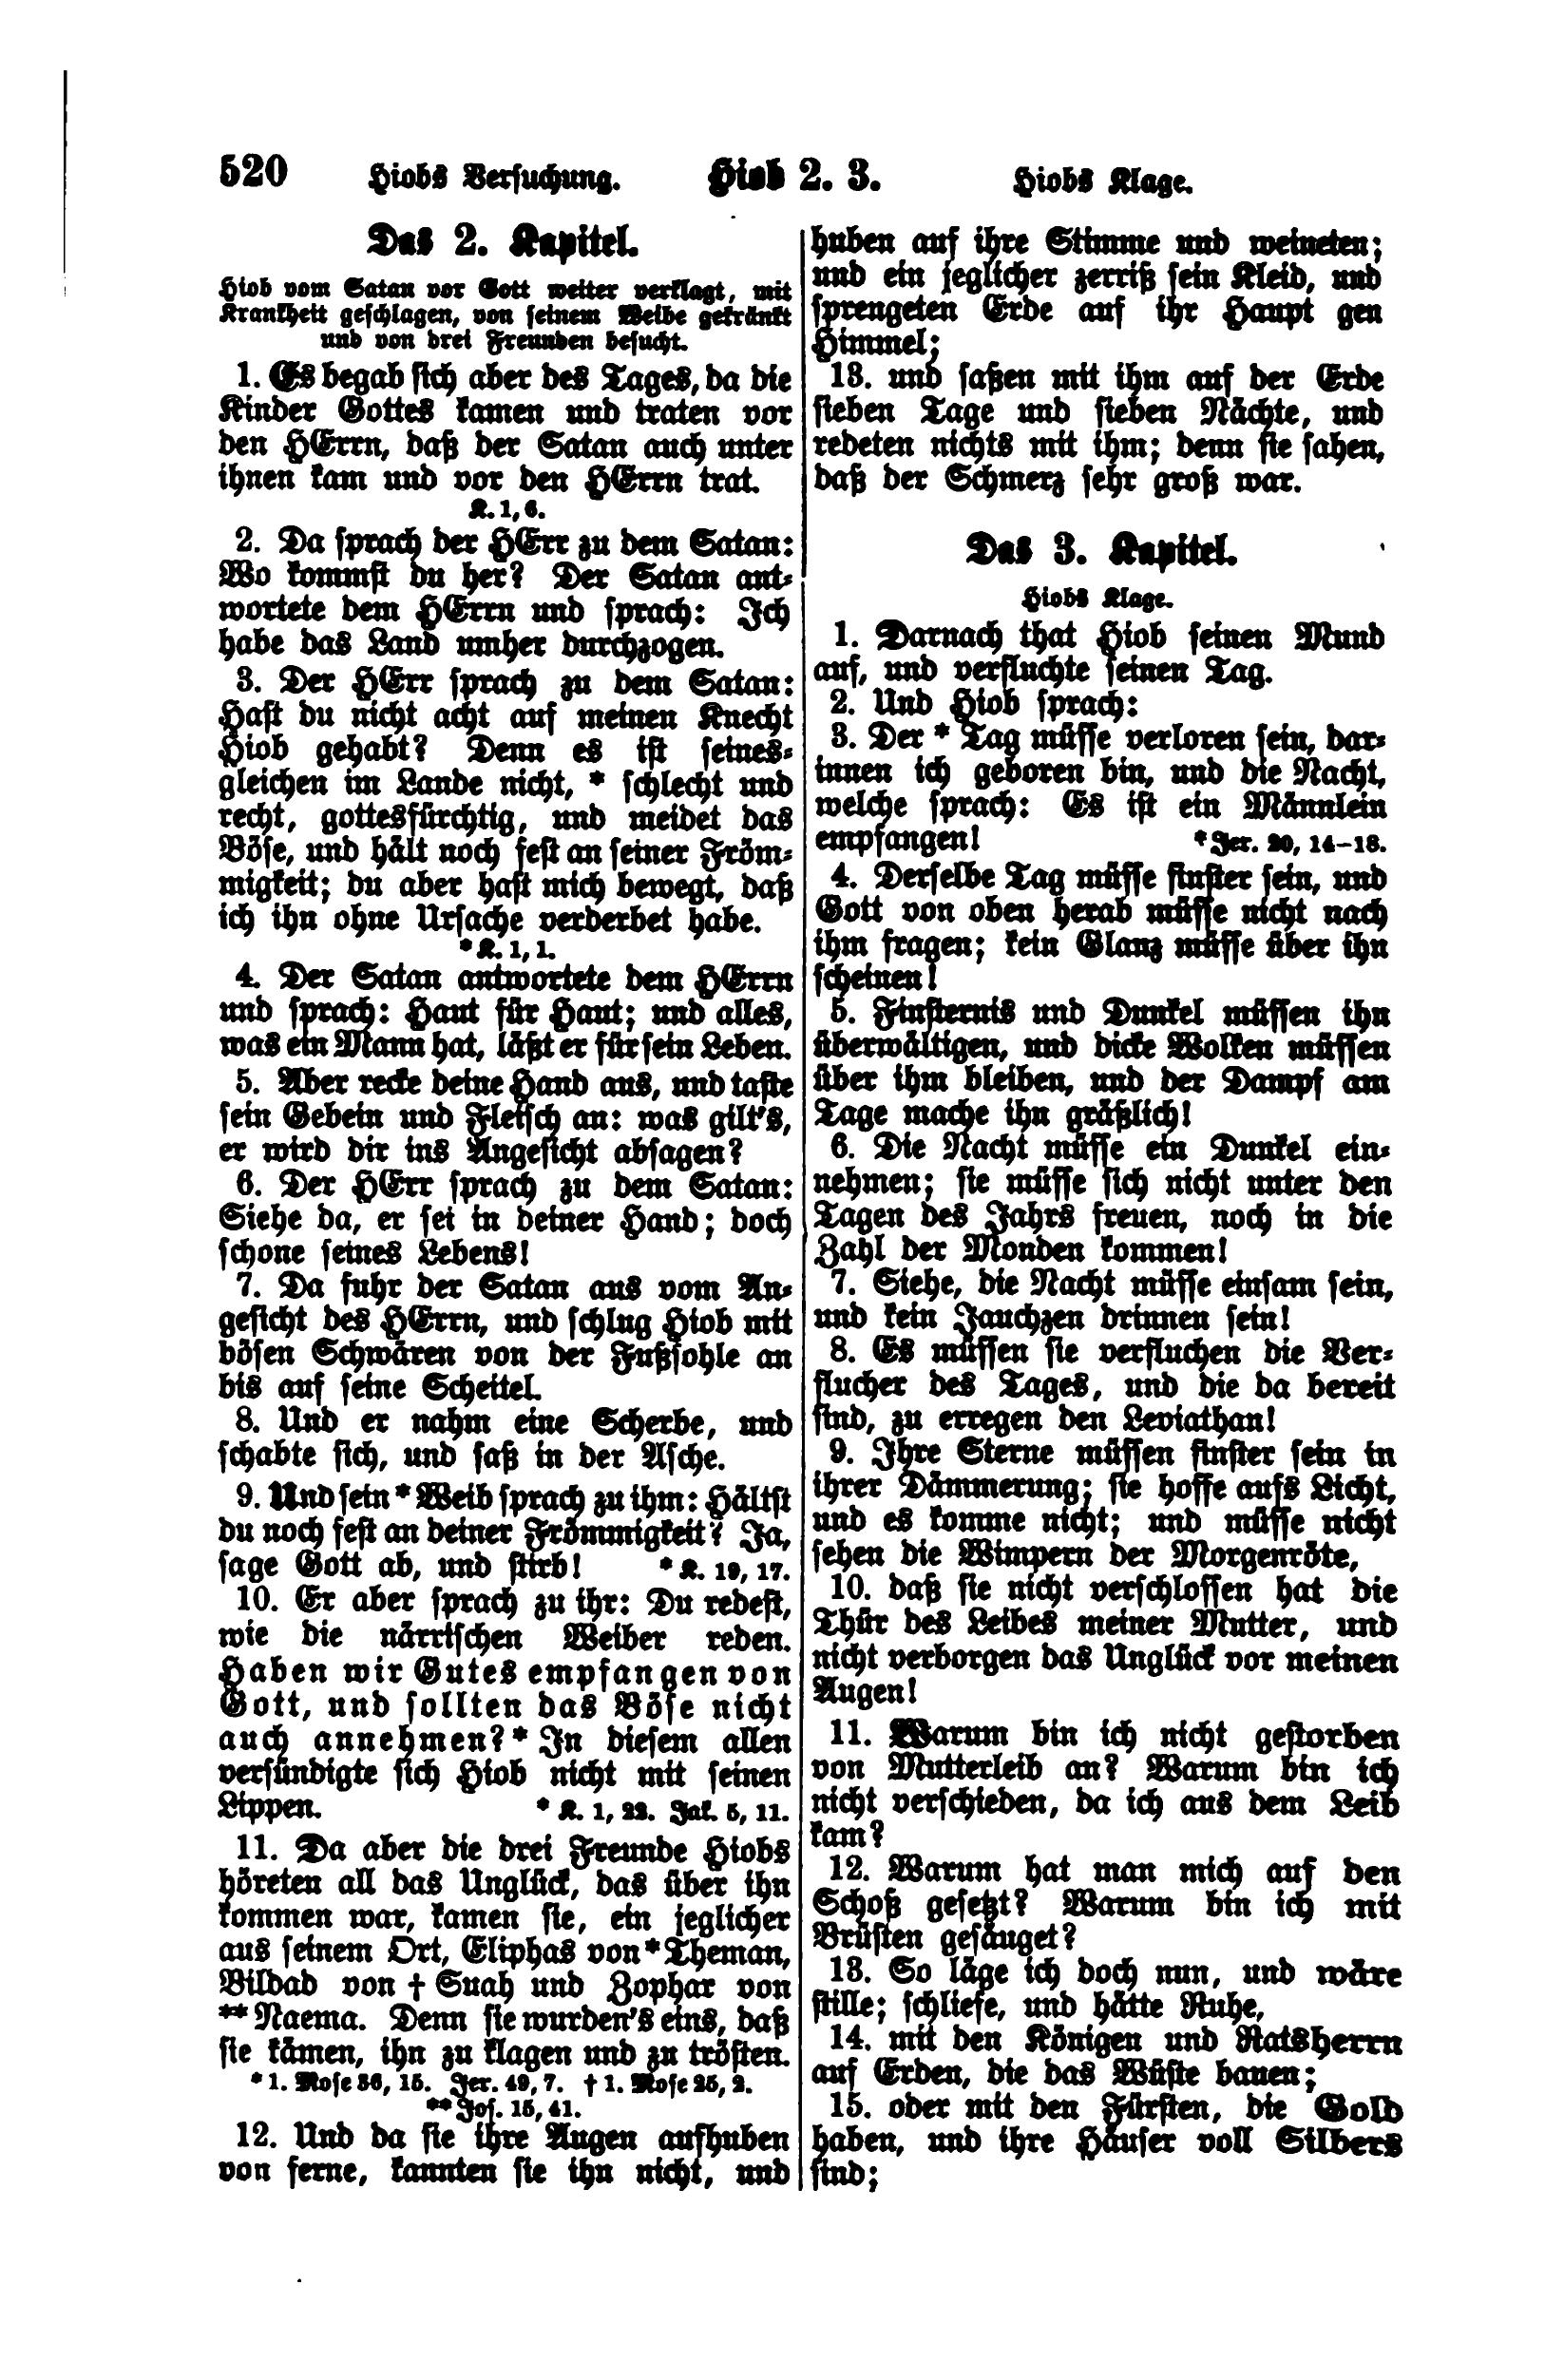 520 Hiobs Versuchung. Hiob 2. 3. Hiobs Klage.
Das 2. Kapitel.
Hiob vom Satan vor Gott weiter verklagt, mit
Krankheit geschlagen, von seinem Weibe gekränkt
und von drei Freunden besucht.
1. Es begab sich aber des Tages, da die
Kinder Gottes kamen und traten vor
den HErrn, daß der Satan auch unter
ihnen kam und vor den HErrn trat.
K. 1, 6.
2. Da sprach der HErr zu dem Satan:
Wo kommst du her? Der Satan ant-
wortete dem HErrn und sprach: Ich
habe das Land umher durchzogen.
3. Der HErr sprach zu dem Satan:
Hast du nicht acht auf meinen Knecht
Hiob gehabt? Denn es ist seines-
gleichen im Lande nicht, * schlecht und
recht, gottesfürchtig, und meidet das
Böse, und hält noch fest an seiner Fröm-
migkeit; du aber hast mich bewegt, daß
ich ihn ohne Ursache verderbet habe.
* K. 1, 1.
4. Der Satan antwortete dem HErrn
und sprach: Haut für Haut; und alles,
was ein Mann hat, läßt er für sein Leben.
5. Aber recke deine Hand aus, und taste
sein Gebein und Fleisch an: was gilt's,
er wird dir ins Angesicht absagen?
6. Der HErr sprach zu dem Satan:
Siehe da, er sei in deiner Hand; doch
schone seines Lebens!
7. Da fuhr der Satan aus vom An-
gesicht des HErrn, und schlug Hiob mit
bösen Schwären von der Fußsohle an
bis auf seine Scheitel.
8. Und er nahm eine Scherbe, und
schabte sich, und saß in der Asche.
9. Und sein * Weib sprach zu ihm: Hältst
du noch fest an deiner Frömmigkeit? Ja,
sage Gott ab, und stirb! * K. 19, 17.
10. Er aber sprach zu ihr: Du redest,
wie die närrischen Weiber reden.
Haben wir Gutes empfangen von
Gott, und sollten das Böse nicht
auch annehmen? * In diesem allen
versündigte sich Hiob nicht mit seinen
Lippen. * K. 1, 22. Jak. 5, 11.
11. Da aber die drei Freunde Hiobs
höreten all das Unglück, das über ihn
kommen war, kamen sie, ein jeglicher
aus seinem Ort, Eliphas von * Theman,
Bildad von † Suah und Zophar von
** Naema. Denn sie wurden's eins, daß
sie kämen, ihn zu klagen und zu trösten.
* 1. Mose 36, 15. Jer. 49, 7. † 1. Mose 25, 2.
** Jos. 15, 41.
12. Und da sie ihre Augen aufhuben
von ferne, kannten sie ihn nicht, und
huben auf ihre Stimme und weineten;
und ein jeglicher zerriß sein Kleid, und
sprengeten Erde auf ihr Haupt gen
Himmel;
13. und saßen mit ihm auf der Erde
sieben Tage und sieben Nächte, und
redeten nichts mit ihm; denn sie sahen,
daß der Schmerz sehr groß war.
Das 3. Kapitel.
Hiobs Klage.
1. Darnach that Hiob seinen Mund
auf, und verfluchte seinen Tag.
2. Und Hiob sprach:
3. Der * Tag müsse verloren sein, dar-
innen ich geboren bin, und die Nacht,
welche sprach: Es ist ein Männlein
empfangen! * Jer. 20, 14–18.
4. Derselbe Tag müsse finster sein, und
Gott von oben herab müsse nicht nach
ihm fragen; kein Glanz müsse über ihn
scheinen!
5. Finsternis und Dunkel müssen ihn
überwältigen, und dicke Wolken müssen
über ihm bleiben, und der Dampf am
Tage mache ihn gräßlich!
6. Die Nacht müsse ein Dunkel ein-
nehmen; sie müsse sich nicht unter den
Tagen des Jahrs freuen, noch in die
Zahl der Monden kommen!
7. Siehe, die Nacht müsse einsam sein,
und kein Jauchzen drinnen sein!
8. Es müssen sie verfluchen die Ver-
flucher des Tages, und die da bereit
sind, zu erregen den Leviathan!
9. Ihre Sterne müssen finster sein in
ihrer Dämmerung; sie hoffe aufs Licht,
und es komme nicht; und müsse nicht
sehen die Wimpern der Morgenröte,
10. daß sie nicht verschlossen hat die
Thür des Leibes meiner Mutter, und
nicht verborgen das Unglück vor meinen
Augen!
11. Warum bin ich nicht gestorben
von Mutterleib an? Warum bin ich
nicht verschieden, da ich aus dem Leib
kam?
12. Warum hat man mich auf den
Schoß gesetzt? Warum bin ich mit
Brüsten gesäuget?
13. So läge ich doch nun, und wäre
stille; schliefe, und hätte Ruhe,
14. mit den Königen und Ratsherrn
auf Erden, die das Wüste bauen;
15. oder mit den Fürsten, die Gold
haben, und ihre Häuser voll Silbers
sind;